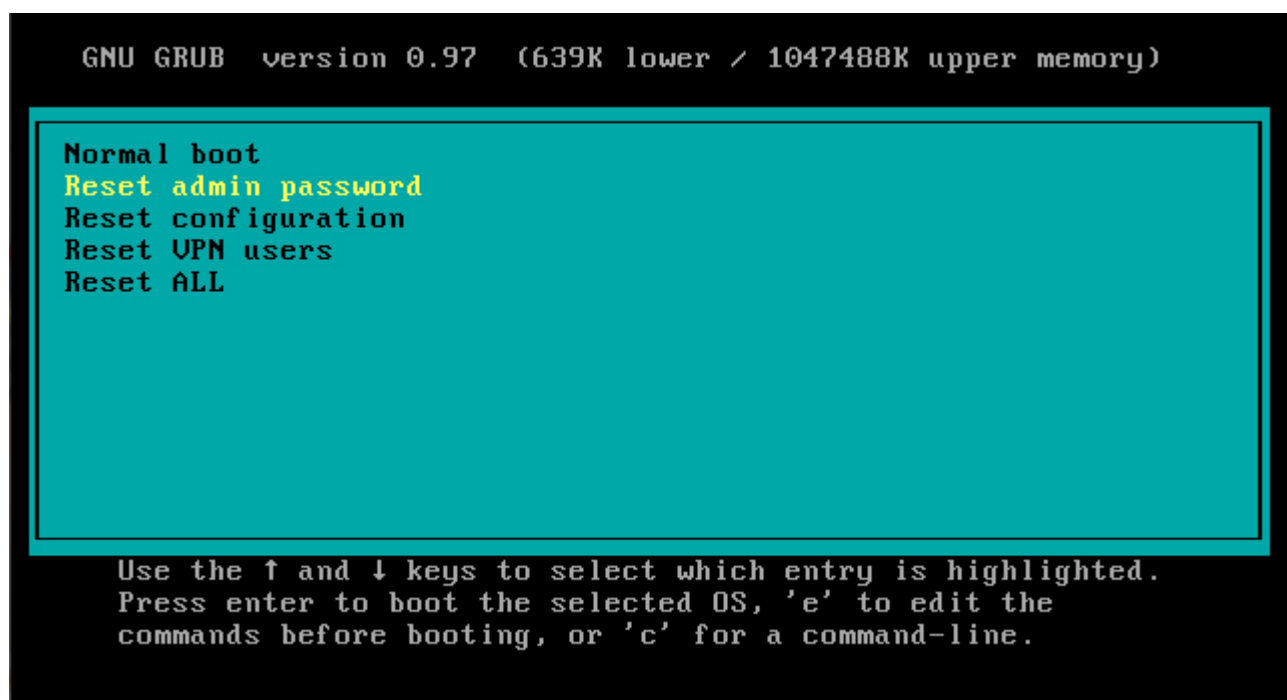 GNU GRUB version 0.97 (639K lower / 1047488K upper memory)
Normal boot
Reset admin password
Reset configuration
Reset VPN users
Reset ALL
Use the ↑ and ↓ keys to select which entry is highlighted.
Press enter to boot the selected OS, 'e' to edit the
commands before booting, or 'c' for a command-line.